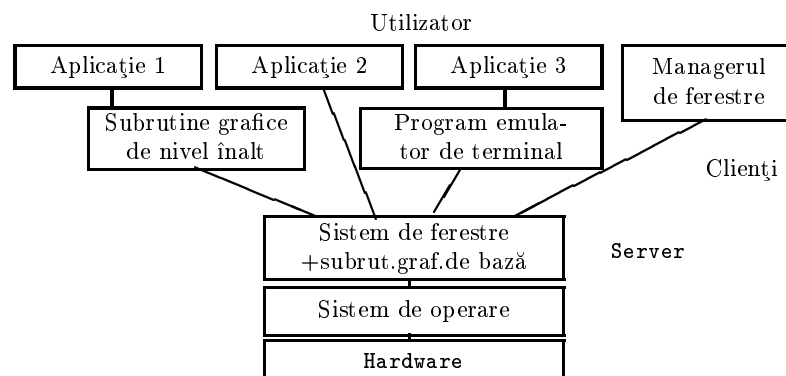 Utilizator
Aplicaţie 1
Aplicaţie 2
Aplicaţie 3
Managerul
de ferestre
Subrutine grafice
de nivel înalt
Program emula-
tor de terminal
Clienţi
Sistem de ferestre
+subrut.graf.de bază
Server
Sistem de operare
Hardware